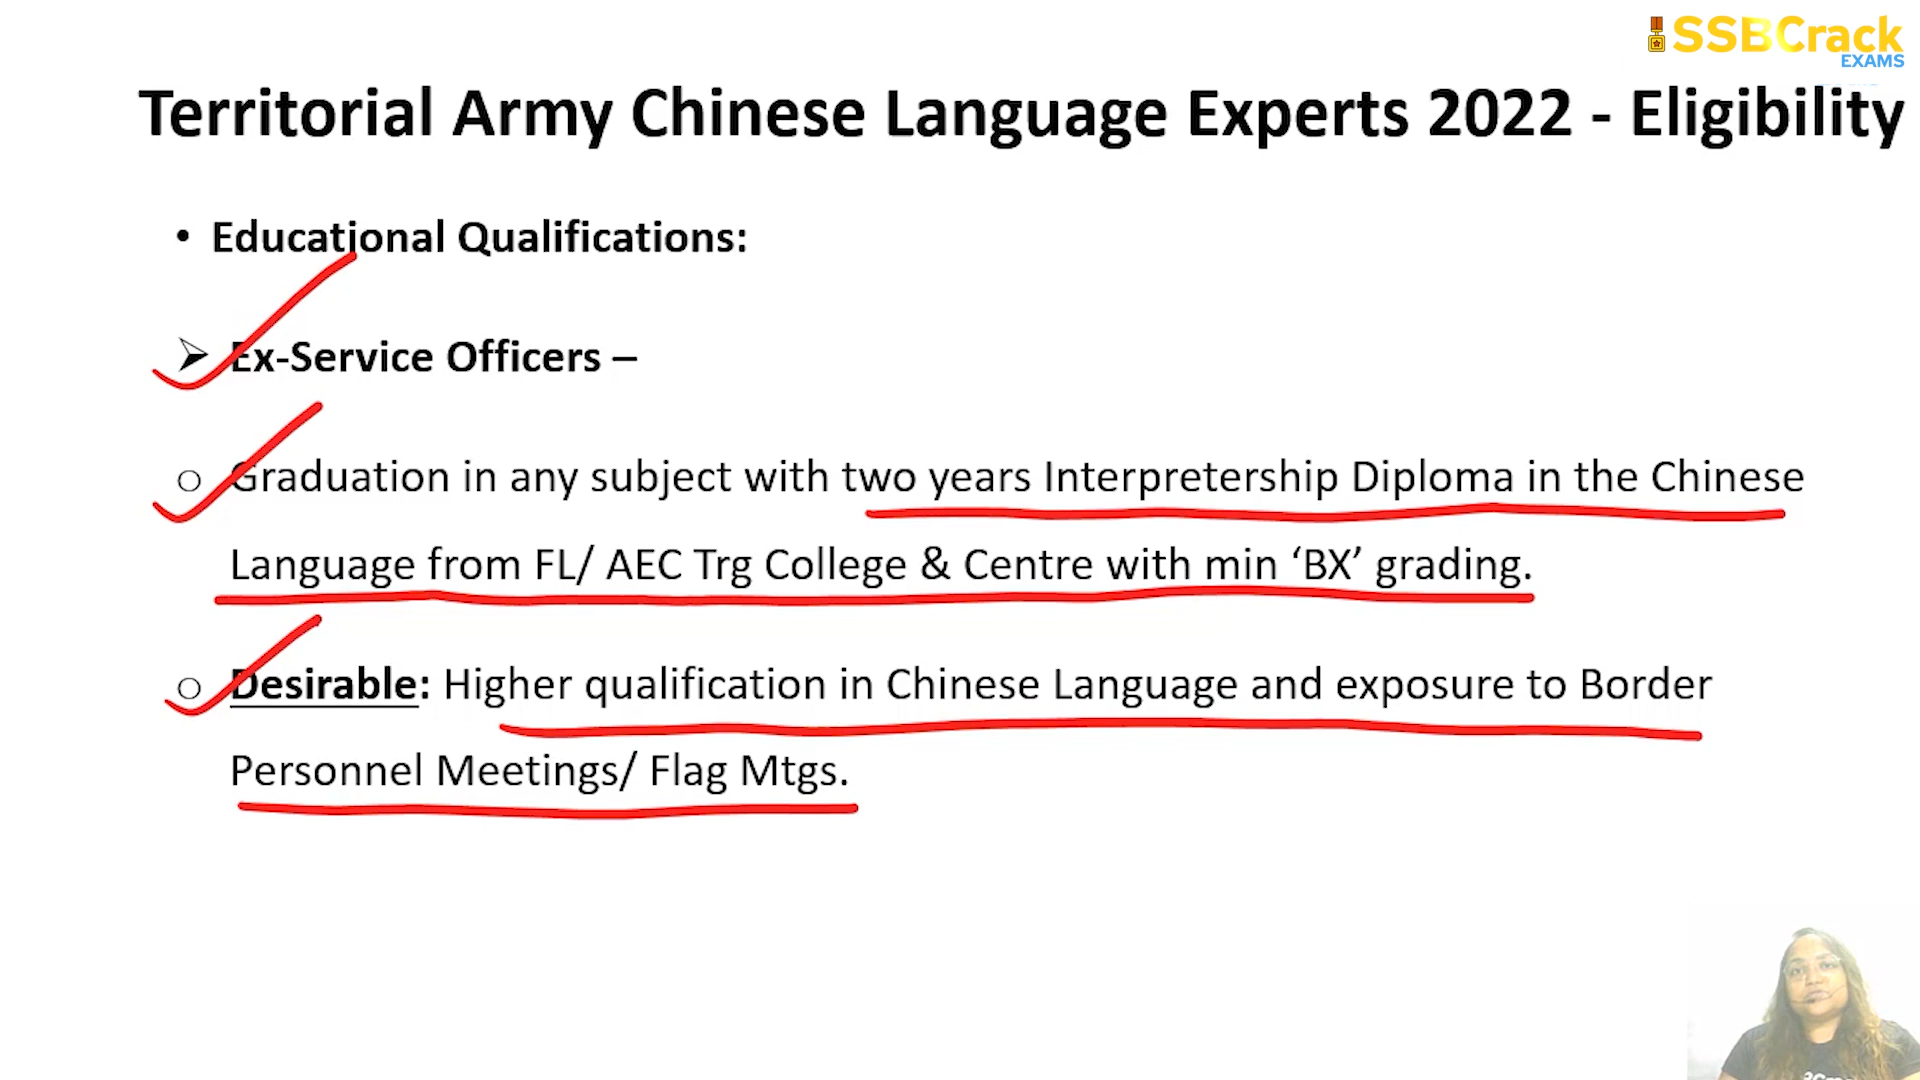 SSBCrack
EXAMS
Territorial Army Chinese Language Experts 2022 - Eligibility
• Educational Qualifications:
➢ Ex-Service Officers –
o Graduation in any subject with two years Interpretership Diploma in the Chinese
Language from FL/ AEC Trg College & Centre with min ‘BX’ grading.
o Desirable: Higher qualification in Chinese Language and exposure to Border
Personnel Meetings/ Flag Mtgs.